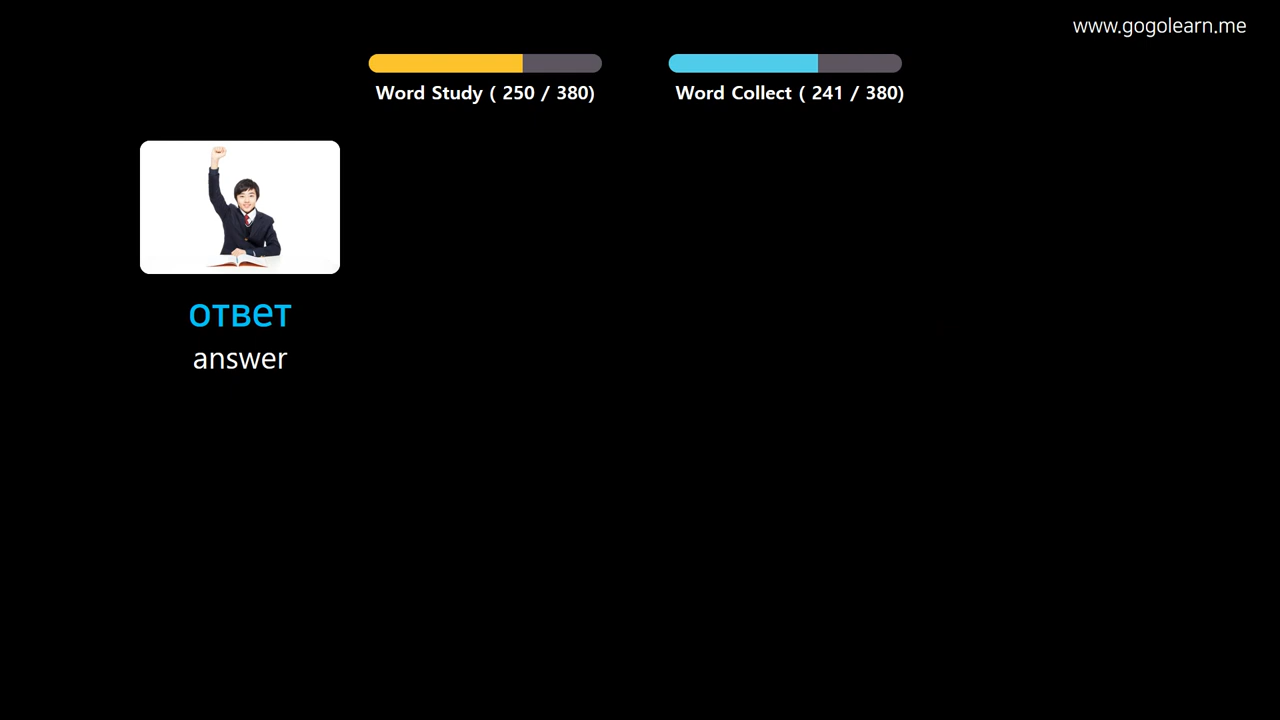 www.gogolearn.me
Word Study ( 250 / 380)
Word Collect ( 241 / 380)
ответ
answer